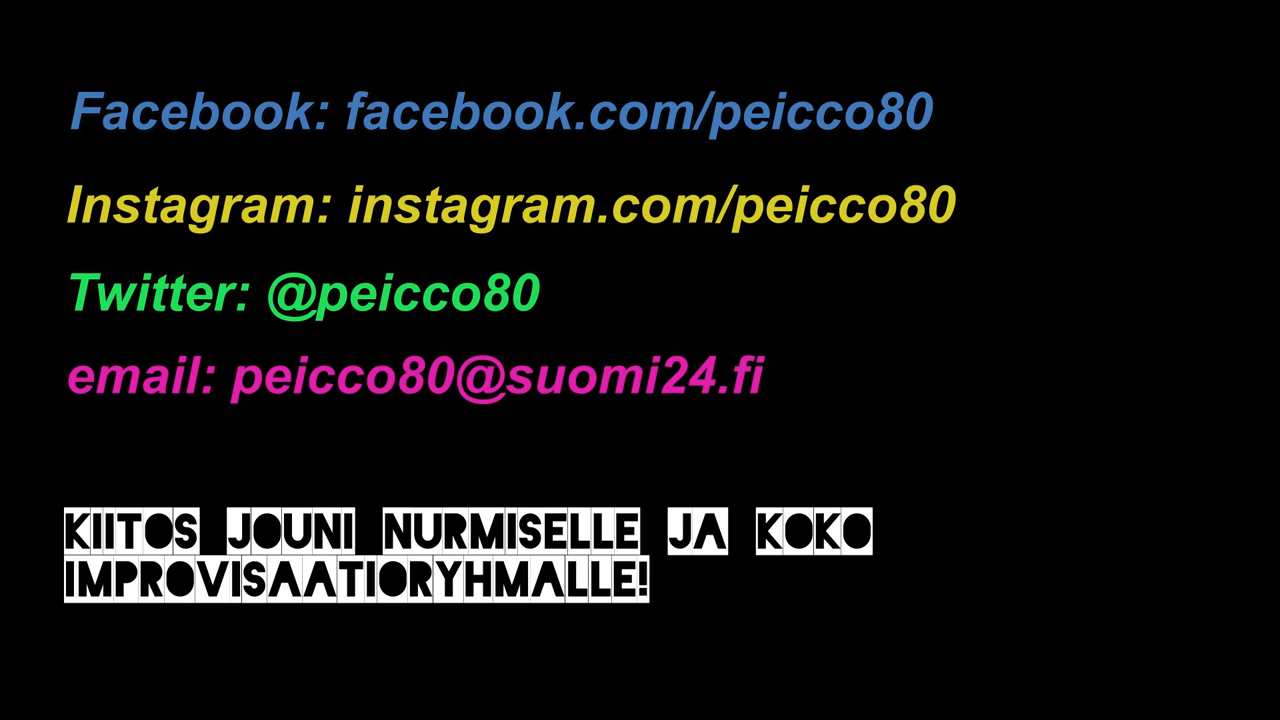 Facebook: facebook.com/peicco80
Instagram: instagram.com/peicco80
Twitter: @peicco80
email: peicco80@suomi24.fi
KIITOS JOUNI NURMISELLE JA KOKO
IMPROVISAATIORYHMALLE!